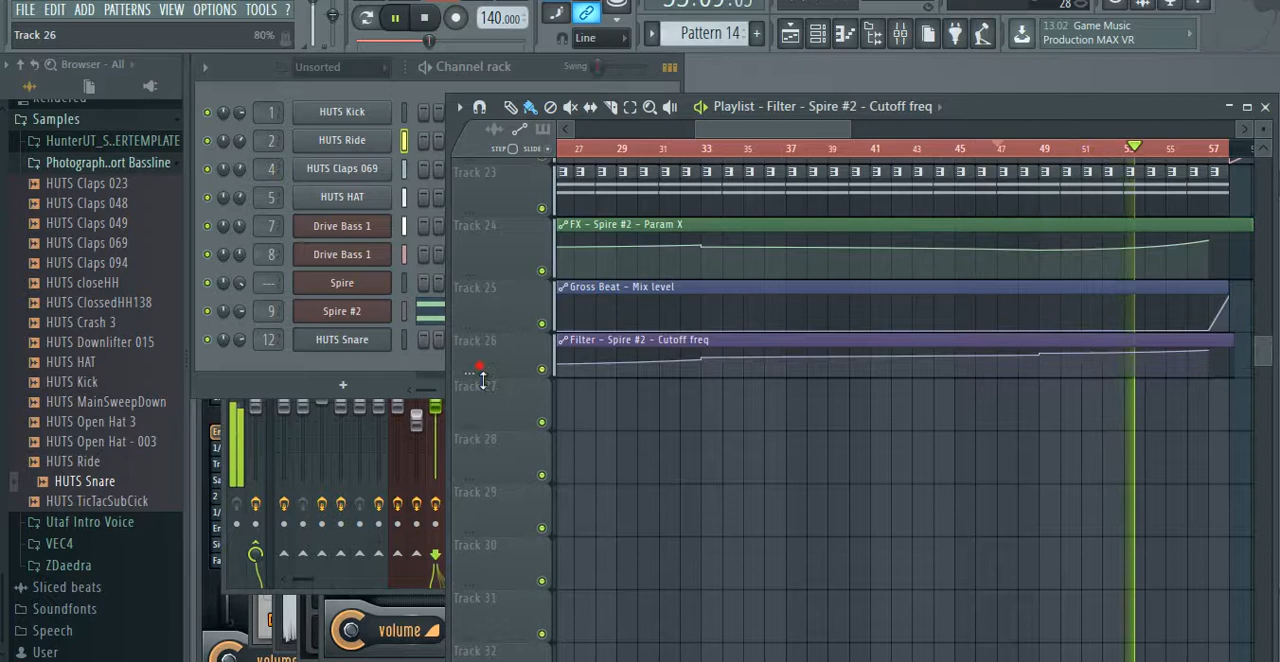 FILE EDIT ADD PATTERNS VIEW OPTIONS TOOLS ?
Track 26
80%
140.000
Line
Pattern 14
13.02 Game Music
Production MAX VR
Browser - All
Samples
HunterUT_S..ERTEMPLATE
Photograph..ort Bassline
HUTS Claps 023
HUTS Claps 048
HUTS Claps 049
HUTS Claps 069
HUTS Claps 094
HUTS closeHH
HUTS ClossedHH138
HUTS Crash 3
HUTS Downlifter 015
HUTS HAT
HUTS Kick
HUTS MainSweepDown
HUTS Open Hat 3
HUTS Open Hat - 003
HUTS Ride
HUTS Snare
HUTS TicTacSubCick
Utaf Intro Voice
VEC4
ZDaedra
Sliced beats
Soundfonts
Speech
User
Unsorted
Channel rack
Swing
1 HUTS Kick
2 HUTS Ride
4 HUTS Claps 069
5 HUTS HAT
7 Drive Bass 1
8 Drive Bass 1
--- Spire
9 Spire #2
12 HUTS Snare
+
volume
Playlist - Filter - Spire #2 - Cutoff freq
STEP SLIDE
27 29 31 33 35 37 39 41 43 45 47 49 51 55 57
Track 23
Track 24
FX - Spire #2 - Param X
Track 25
Gross Beat - Mix level
Track 26
Filter - Spire #2 - Cutoff freq
Track 27
Track 28
Track 29
Track 30
Track 31
Track 32